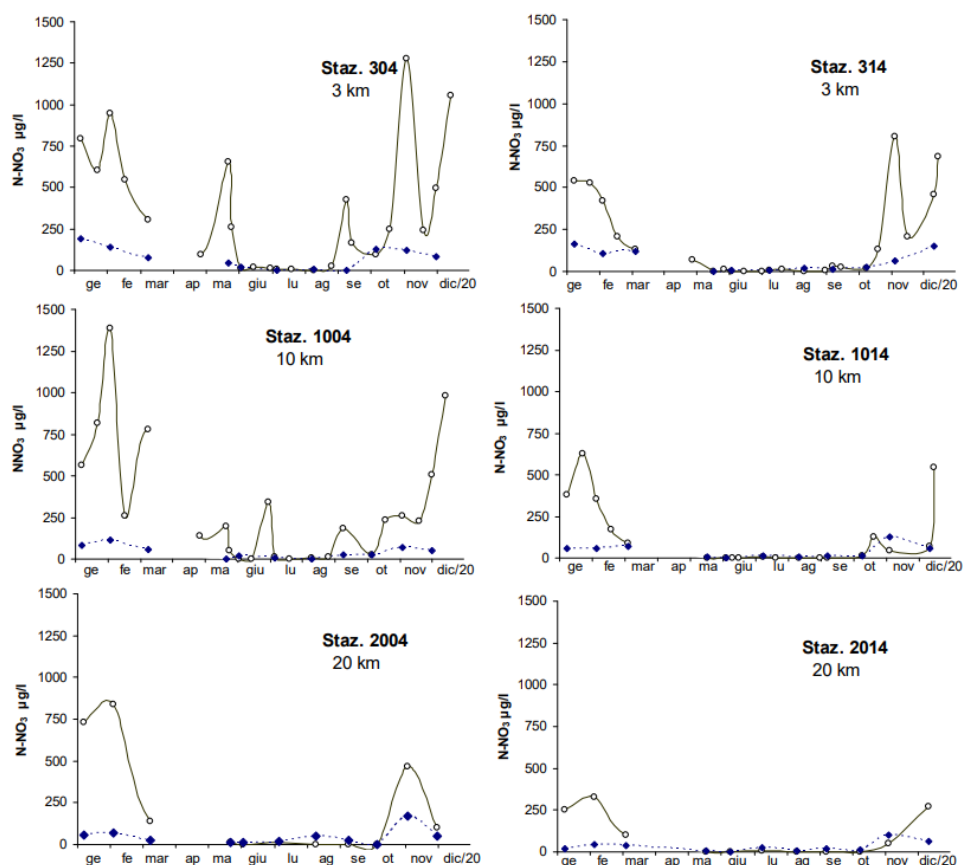 1500
1250
1000
750
500
250
0
N-NO₃ µg/l
Staz. 304
3 km
ge fe mar ap ma giu lu ag se ot nov dic/20
1500
1250
1000
750
500
250
0
N-NO₃ µg/l
Staz. 314
3 km
ge fe mar ap ma giu lu ag se ot nov dic/20
1500
1250
1000
750
500
250
0
NNO₃ µg/l
Staz. 1004
10 km
ge fe mar ap ma giu lu ag se ot nov dic/20
1500
1250
1000
750
500
250
0
N-NO₃ µg/l
Staz. 1014
10 km
ge fe mar ap ma giu lu ag se ot nov dic/20
1500
1250
1000
750
500
250
0
N-NO₃ µg/l
Staz. 2004
20 km
ge fe mar ap ma giu lu ag se ot nov dic/20
1500
1250
1000
750
500
250
0
N-NO₃ µg/l
Staz. 2014
20 km
ge fe mar ap ma giu lu ag se ot nov dic/20